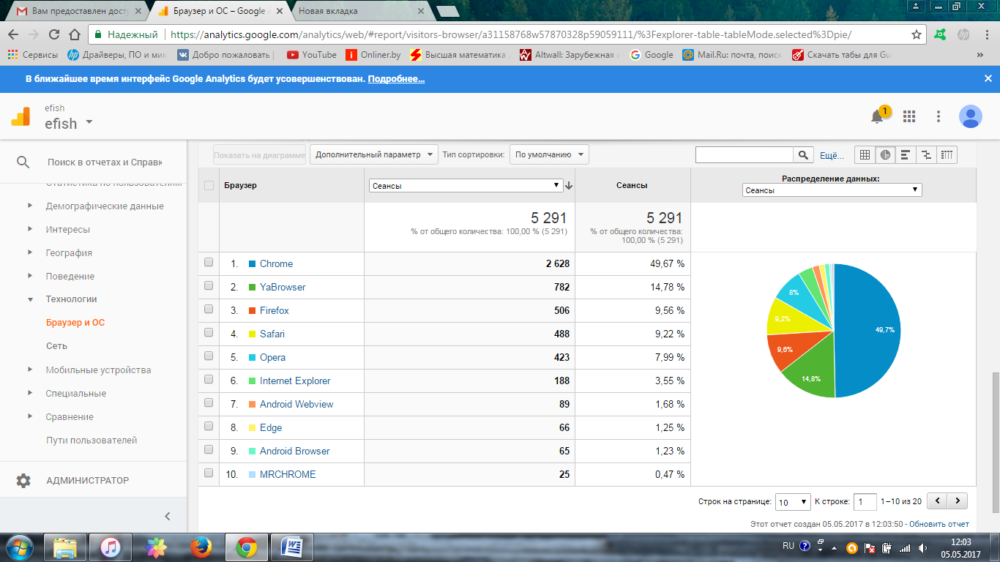 Вам предоставлен дост
Браузер и ОС – Google A
Новая вкладка
Надежный
https://analytics.google.com/analytics/web/#report/visitors-browser/a31158768w57870328p59059111/%3Fexplorer-table-tableMode.selected%3Dpie/
Сервисы
Драйверы, ПО и мик
Добро пожаловать |
YouTube
Onliner.by
Высшая математика
Altwall: Зарубежная
Google
Mail.Ru: почта, поиск
Скачать табы для Gu
»
В ближайшее время интерфейс Google Analytics будет усовершенствован. Подробнее...
efish
efish
1
Поиск в отчетах и Справк
Статистика по пользователям
Демографические данные
Интересы
География
Поведение
Технологии
Браузер и ОС
Сеть
Мобильные устройства
Специальные
Сравнение
Пути пользователей
АДМИНИСТРАТОР
Показать на диаграмме
Дополнительный параметр
Тип сортировки:
По умолчанию
Ещё...
Браузер
Сеансы
Сеансы
Распределение данных:
Сеансы
5 291
% от общего количества: 100,00 % (5 291)
5 291
% от общего количества:
100,00 % (5 291)
1. Chrome 2 628 49,67 %
2. YaBrowser 782 14,78 %
3. Firefox 506 9,56 %
4. Safari 488 9,22 %
5. Opera 423 7,99 %
6. Internet Explorer 188 3,55 %
7. Android Webview 89 1,68 %
8. Edge 66 1,25 %
9. Android Browser 65 1,23 %
10. MRCHROME 25 0,47 %
8%
9,2%
9,6%
14,8%
49,7%
Строк на странице: 10 К строке: 1 1–10 из 20
Этот отчет создан 05.05.2017 в 12:03:50 - Обновить отчет
RU
12:03
05.05.2017